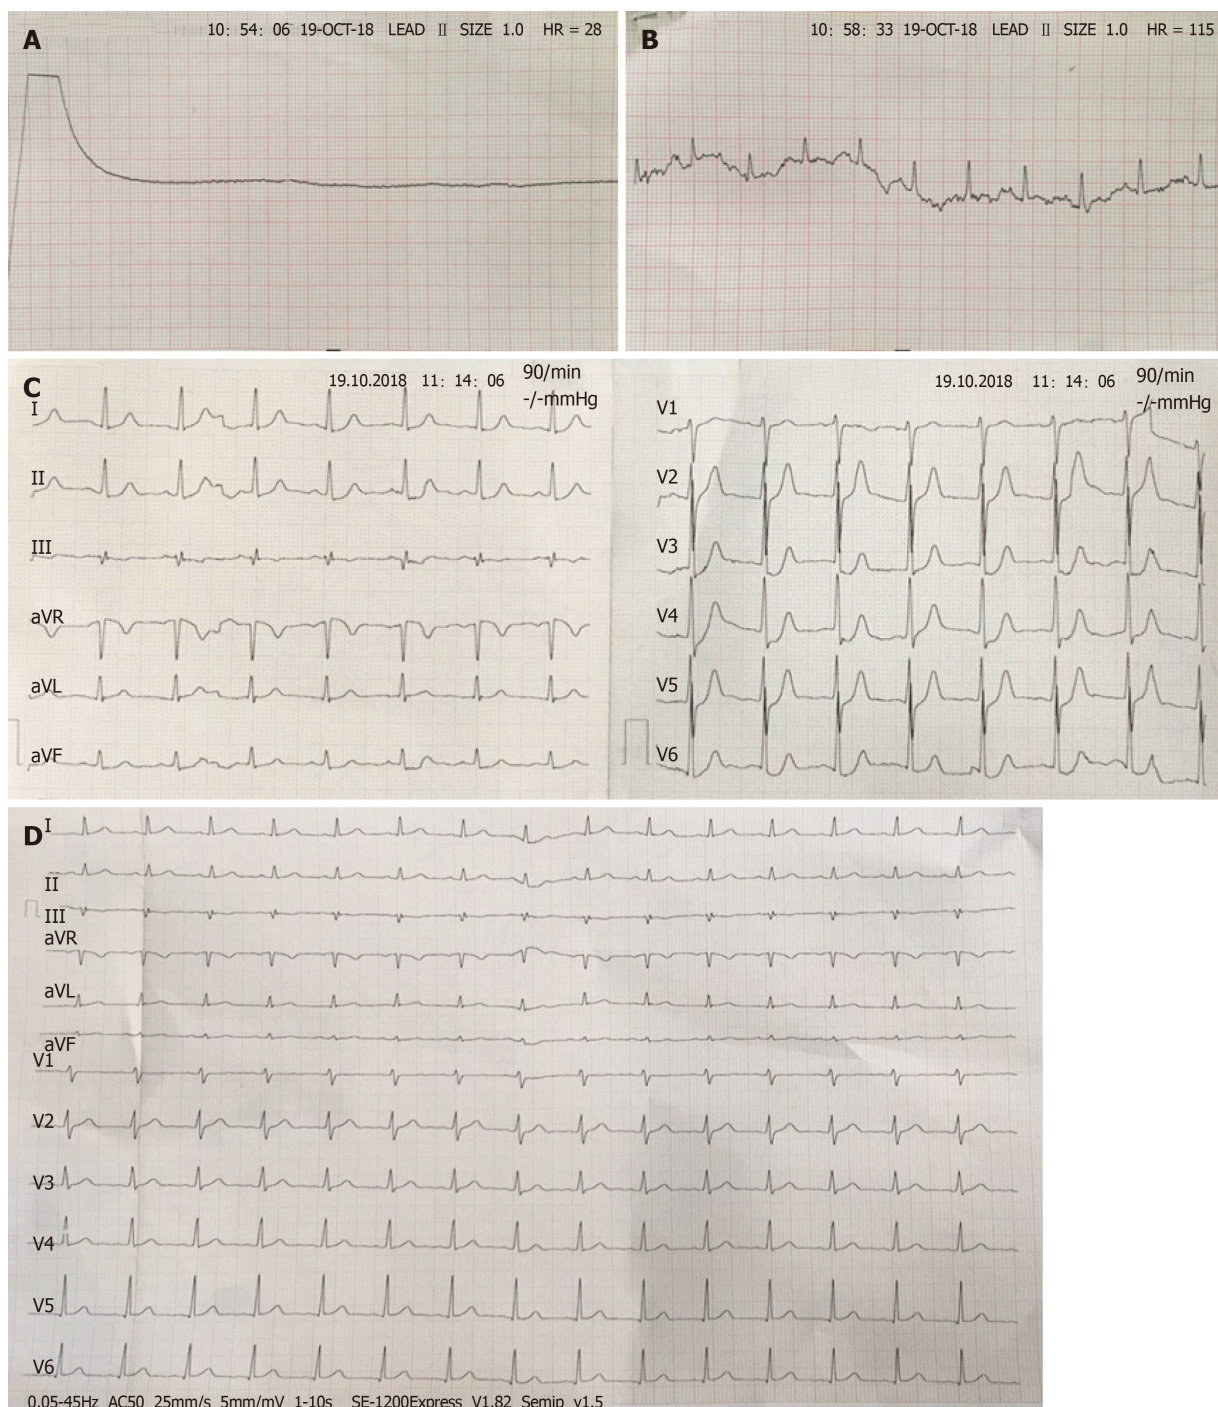 A
10: 54: 06 19-OCT-18 LEAD II SIZE 1.0 HR = 28
B
10: 58: 33 19-OCT-18 LEAD II SIZE 1.0 HR = 115
C
19.10.2018 11: 14: 06
90/min
-/-mmHg
I
II
III
aVR
aVL
aVF
19.10.2018 11: 14: 06
90/min
-/-mmHg
V1
V2
V3
V4
V5
V6
D
I
II
III
aVR
aVL
aVF
V1
V2
V3
V4
V5
V6
0.05-45Hz AC50 25mm/s 5mm/mV 1-10s SE-1200Express V1.82 Semip v1.5